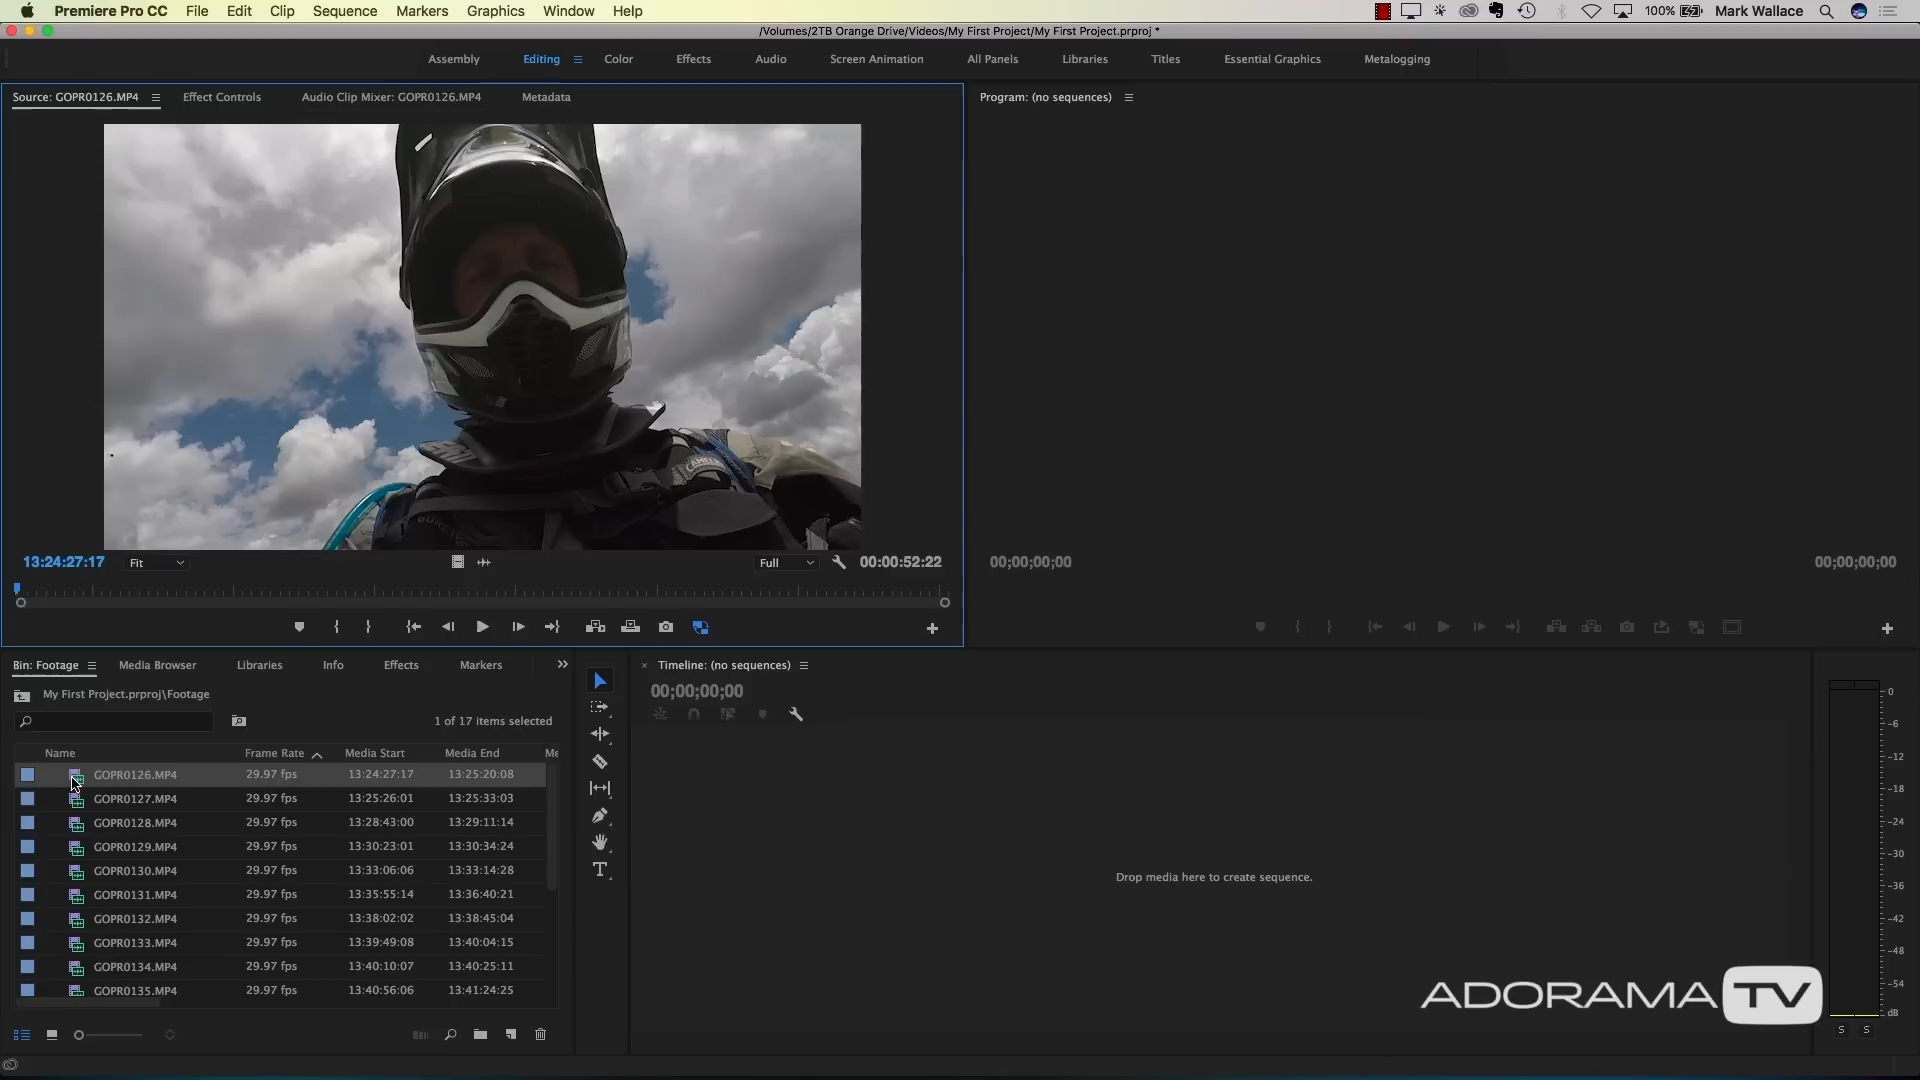 Premiere Pro CC File Edit Clip Sequence Markers Graphics Window Help 100% Mark Wallace
/Volumes/2TB Orange Drive/Videos/My First Project/My First Project.prproj *
Assembly Editing Color Effects Audio Screen Animation All Panels Libraries Titles Essential Graphics Metalogging
Source: GOPR0126.MP4 Effect Controls Audio Clip Mixer: GOPR0126.MP4 Metadata
Program: (no sequences)
13:24:27:17 Fit Full 00:00:52:22
00;00;00;00 00;00;00;00
Bin: Footage Media Browser Libraries Info Effects Markers
My First Project.prproj\Footage
1 of 17 items selected
Name Frame Rate Media Start Media End Me
GOPR0126.MP4 29.97 fps 13:24:27:17 13:25:20:08
GOPR0127.MP4 29.97 fps 13:25:26:01 13:25:33:03
GOPR0128.MP4 29.97 fps 13:28:43:00 13:29:11:14
GOPR0129.MP4 29.97 fps 13:30:23:01 13:30:34:24
GOPR0130.MP4 29.97 fps 13:33:06:06 13:33:14:28
GOPR0131.MP4 29.97 fps 13:35:55:14 13:36:40:21
GOPR0132.MP4 29.97 fps 13:38:02:02 13:38:45:04
GOPR0133.MP4 29.97 fps 13:39:49:08 13:40:04:15
GOPR0134.MP4 29.97 fps 13:40:10:07 13:40:25:11
GOPR0135.MP4 29.97 fps 13:40:56:06 13:41:24:25
T
Timeline: (no sequences)
00;00;00;00
Drop media here to create sequence.
0
-6
-12
-18
-24
-30
-36
-42
-48
-54
dB
S S
ADORAMA TV